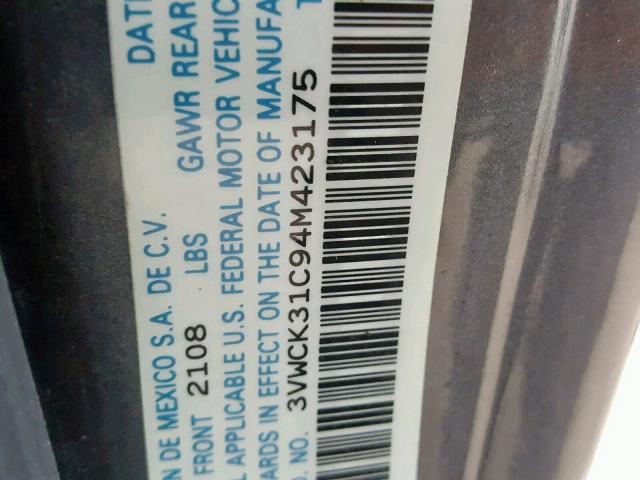 DATE
N DE MEXICO S.A. DE C.V.
FRONT 2108 LBS GAWR REAR
APPLICABLE U.S. FEDERAL MOTOR VEHIC
ARDS IN EFFECT ON THE DATE OF MANUFA
. NO. 3VWCK31C94M423175